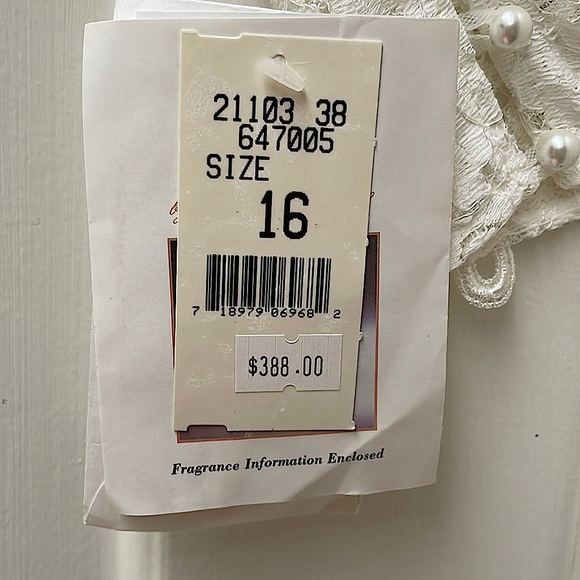 21103 38
647005
SIZE
16
7 18979 06968 2
$388.00
Fragrance Information Enclosed